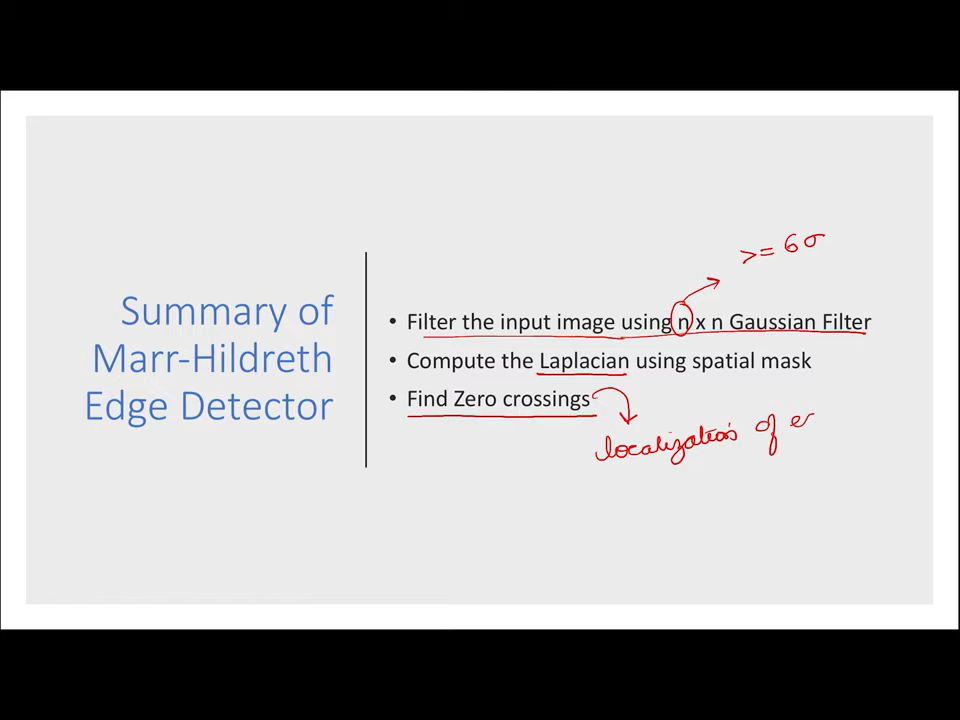 Summary of
Marr-Hildreth
Edge Detector
>= 6σ
• Filter the input image using n x n Gaussian Filter
• Compute the Laplacian using spatial mask
• Find Zero crossings
localization of e